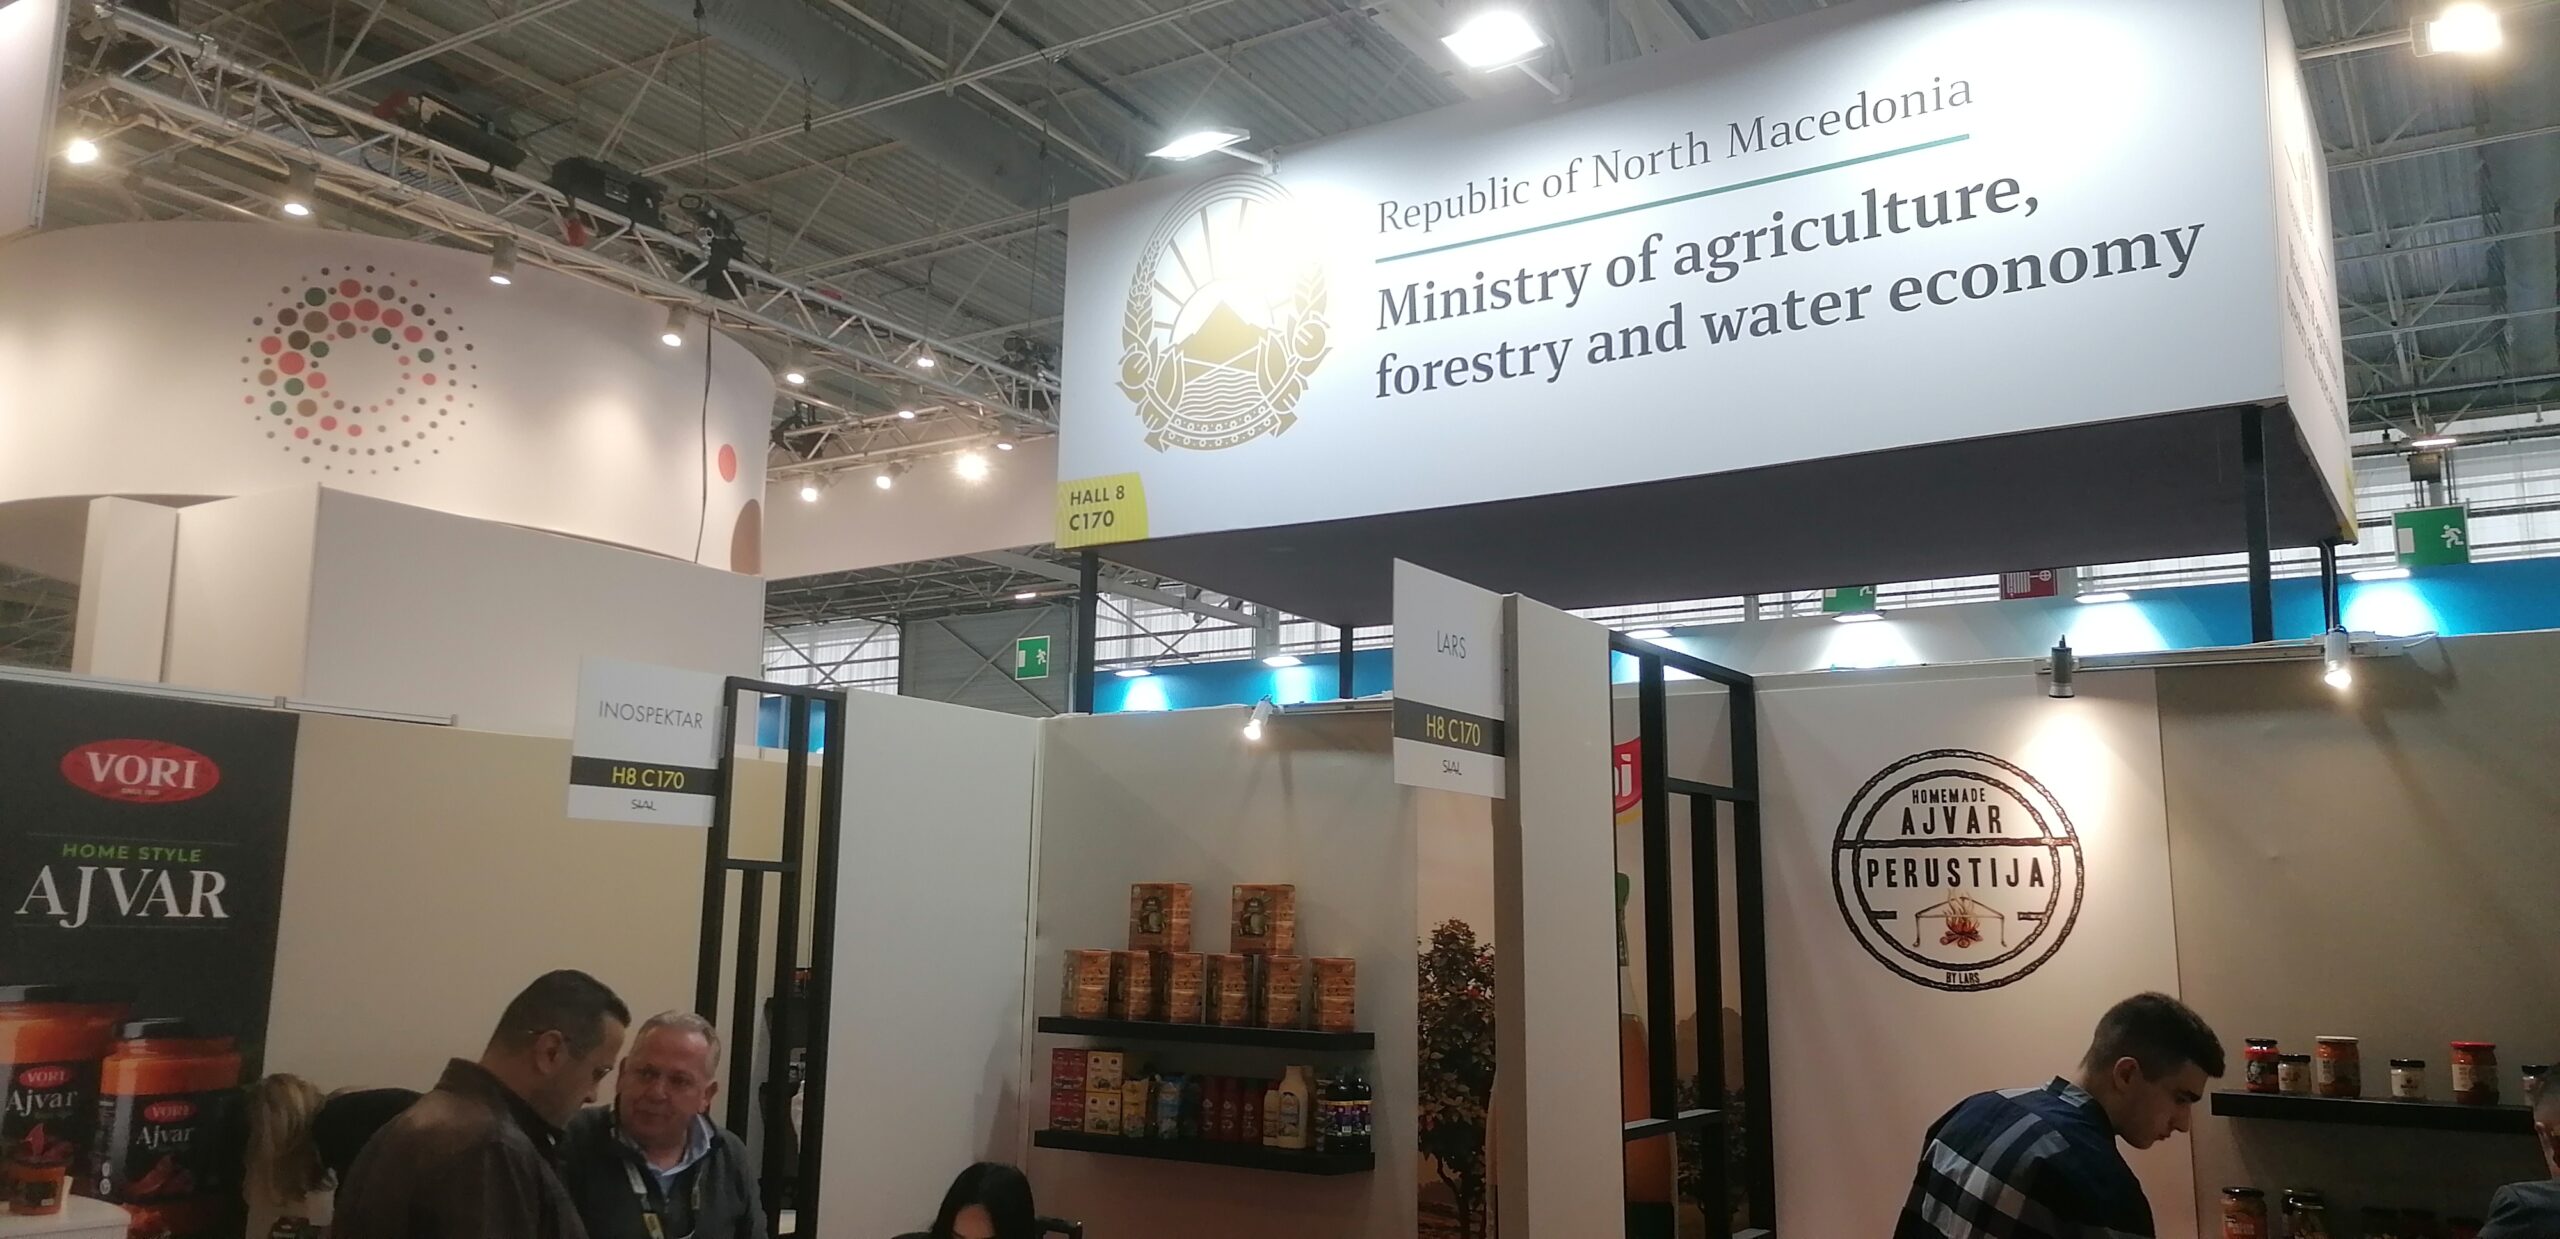 Republic of North Macedonia
Ministry of agriculture,
forestry and water economy
HALL 8
C170
INOSPEKTAR
H8 C170
SIAL
LARS
H8 C170
SIAL
VORI
SINCE
HOME STYLE
AJVAR
VORI
Ajvar
VORI
Ajvar
HOMEMADE
AJVAR
PERUSTIJA
BY LARS